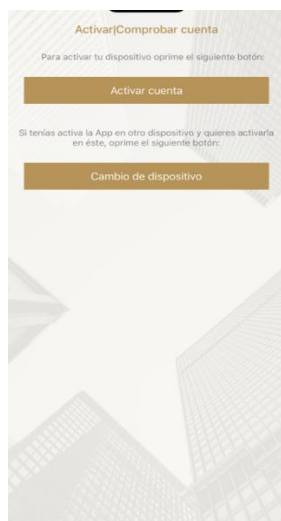 Activar|Comprobar cuenta
Para activar tu dispositivo oprime el siguiente botón:
Activar cuenta
Si tenías activa la App en otro dispositivo y quieres activarla
en éste, oprime el siguiente botón:
Cambio de dispositivo